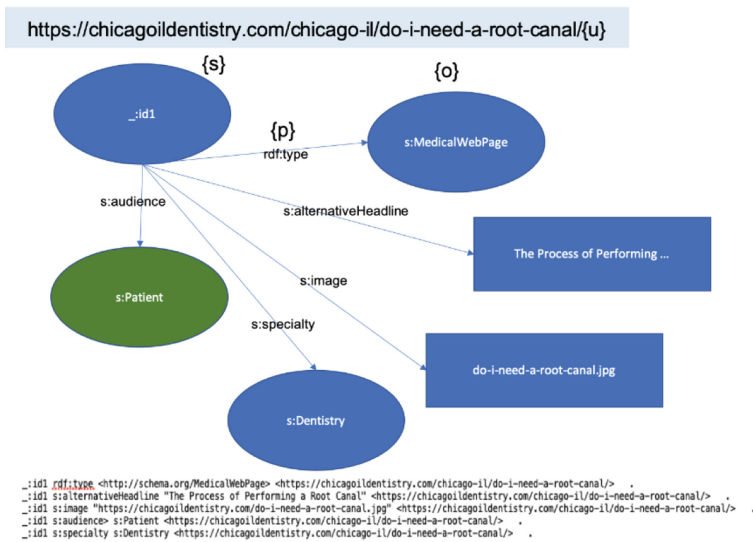 https://chicagoildentistry.com/chicago-il/do-i-need-a-root-canal/{u}
{s}
{o}
_:id1
{p}
rdf:type
s:MedicalWebPage
s:audience
s:alternativeHeadline
The Process of Performing ...
s:image
s:Patient
s:specialty
do-i-need-a-root-canal.jpg
s:Dentistry
_:id1 rdf:type <http://schema.org/MedicalWebPage> <https://chicagoildentistry.com/chicago-il/do-i-need-a-root-canal/> .
_:id1 s:alternativeHeadline "The Process of Performing a Root Canal" <https://chicagoildentistry.com/chicago-il/do-i-need-a-root-canal/> .
_:id1 s:image "https://chicagoildentistry.com/do-i-need-a-root-canal.jpg" <https://chicagoildentistry.com/chicago-il/do-i-need-a-root-canal/> .
_:id1 s:audience> s:Patient <https://chicagoildentistry.com/chicago-il/do-i-need-a-root-canal/> .
_:id1 s:specialty s:Dentistry <https://chicagoildentistry.com/chicago-il/do-i-need-a-root-canal/> .